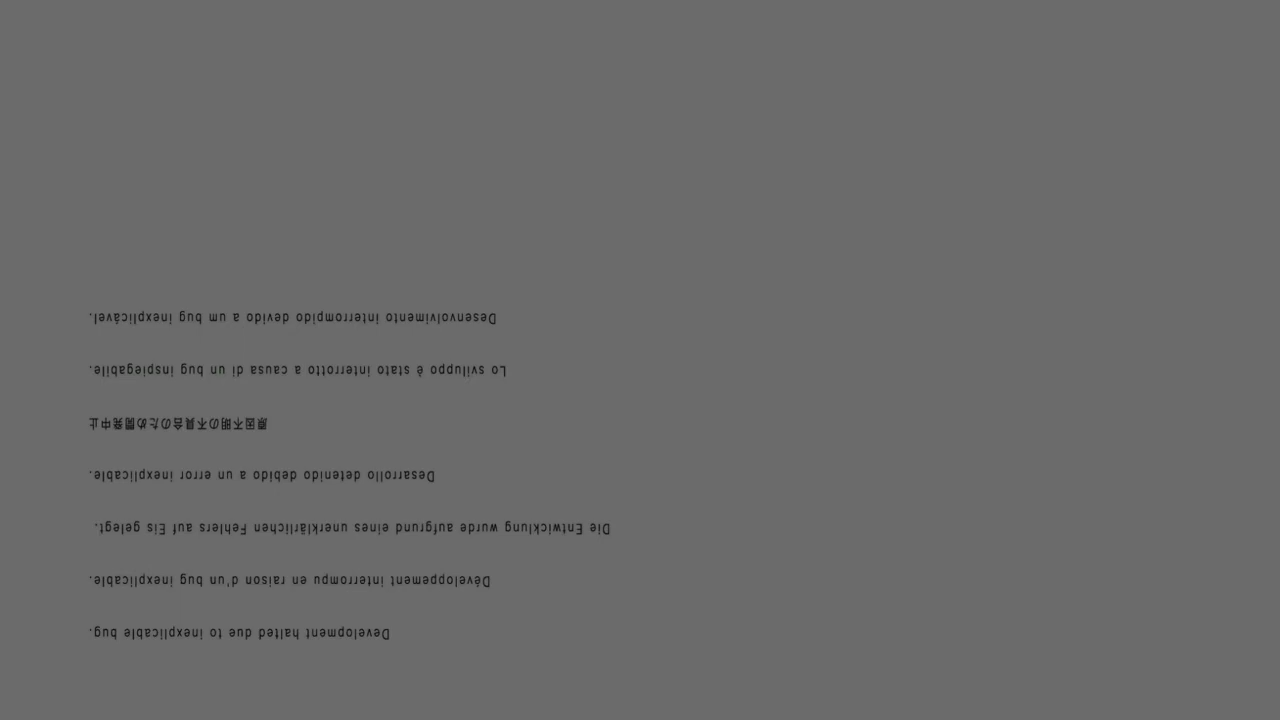 Development halted due to inexplicable bug.
Développement interrompu en raison d'un bug inexplicable.
Die Entwicklung wurde aufgrund eines unerklärlichen Fehlers auf Eis gelegt.
Desarrollo detenido debido a un error inexplicable.
原因不明の不具合のため開発中止
Lo sviluppo è stato interrotto a causa di un bug inspiegabile.
Desenvolvimento interrompido devido a um bug inexplicável.